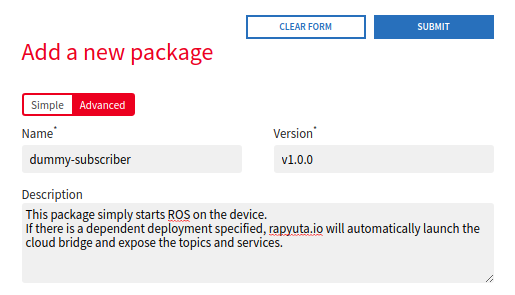 CLEAR FORM
SUBMIT
Add a new package
Simple
Advanced
Name*
Version*
dummy-subscriber
v1.0.0
Description
This package simply starts ROS on the device.
If there is a dependent deployment specified, rapyuta.io will automatically launch the
cloud bridge and expose the topics and services.